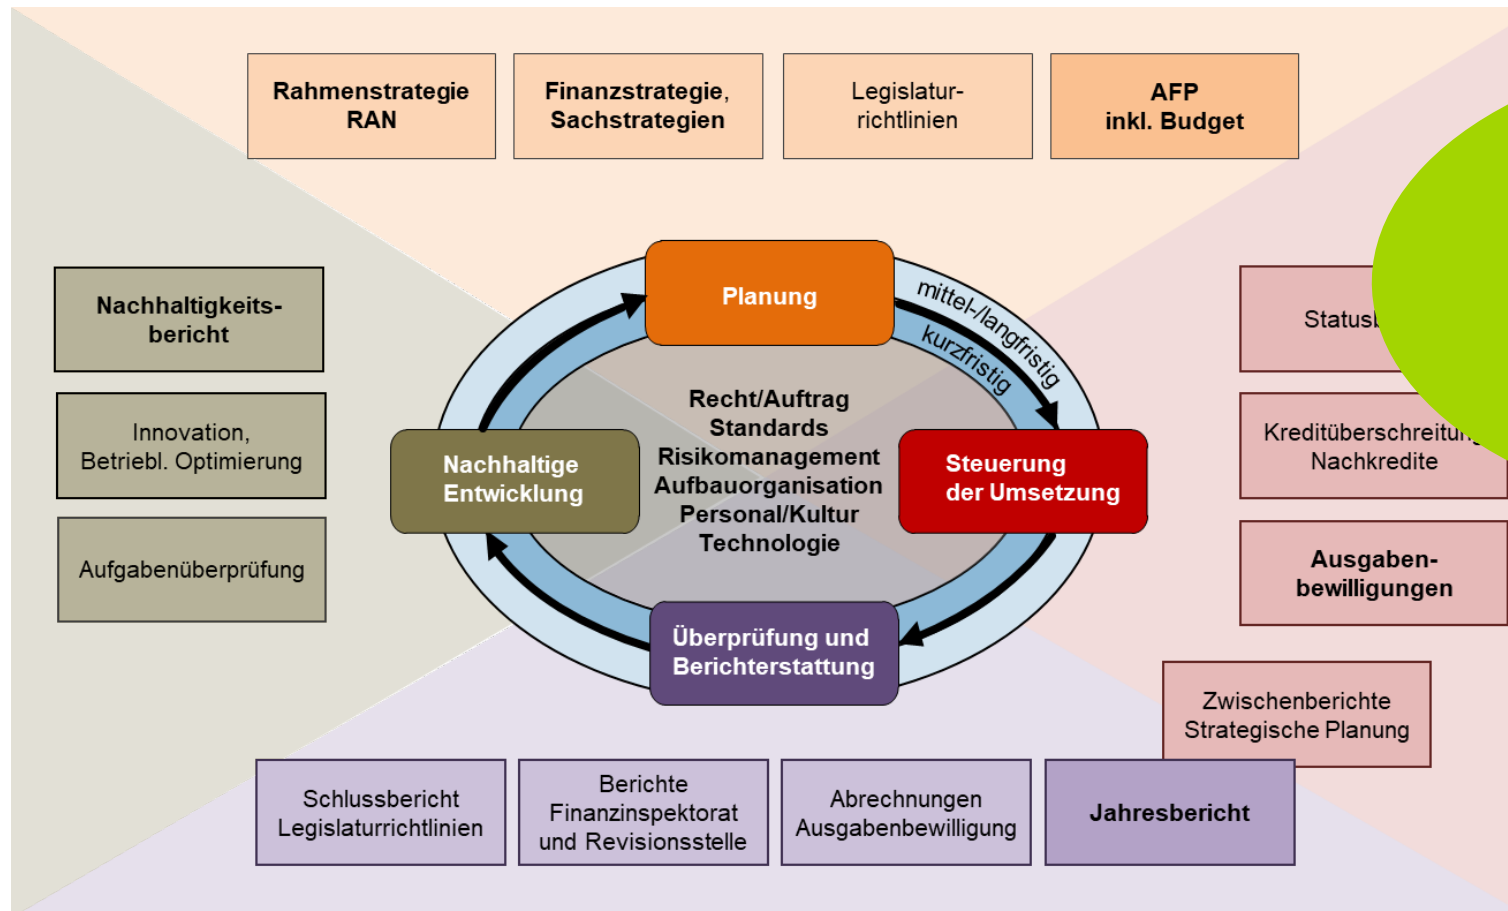 Rahmenstrategie
RAN
Finanzstrategie,
Sachstrategien
Legislatur-
richtlinien
AFP
inkl. Budget
Nachhaltigkeits-
bericht
Innovation,
Betriebl. Optimierung
Aufgabenüberprüfung
Planung
mittel-/langfristig
kurzfristig
Recht/Auftrag
Standards
Risikomanagement
Aufbauorganisation
Personal/Kultur
Technologie
Nachhaltige
Entwicklung
Steuerung
der Umsetzung
Überprüfung und
Berichterstattung
Nachkredite
Ausgaben-
bewilligungen
Zwischenberichte
Strategische Planung
Schlussbericht
Legislaturrichtlinien
Berichte
Finanzinspektorat
und Revisionsstelle
Abrechnungen
Ausgabenbewilligung
Jahresbericht